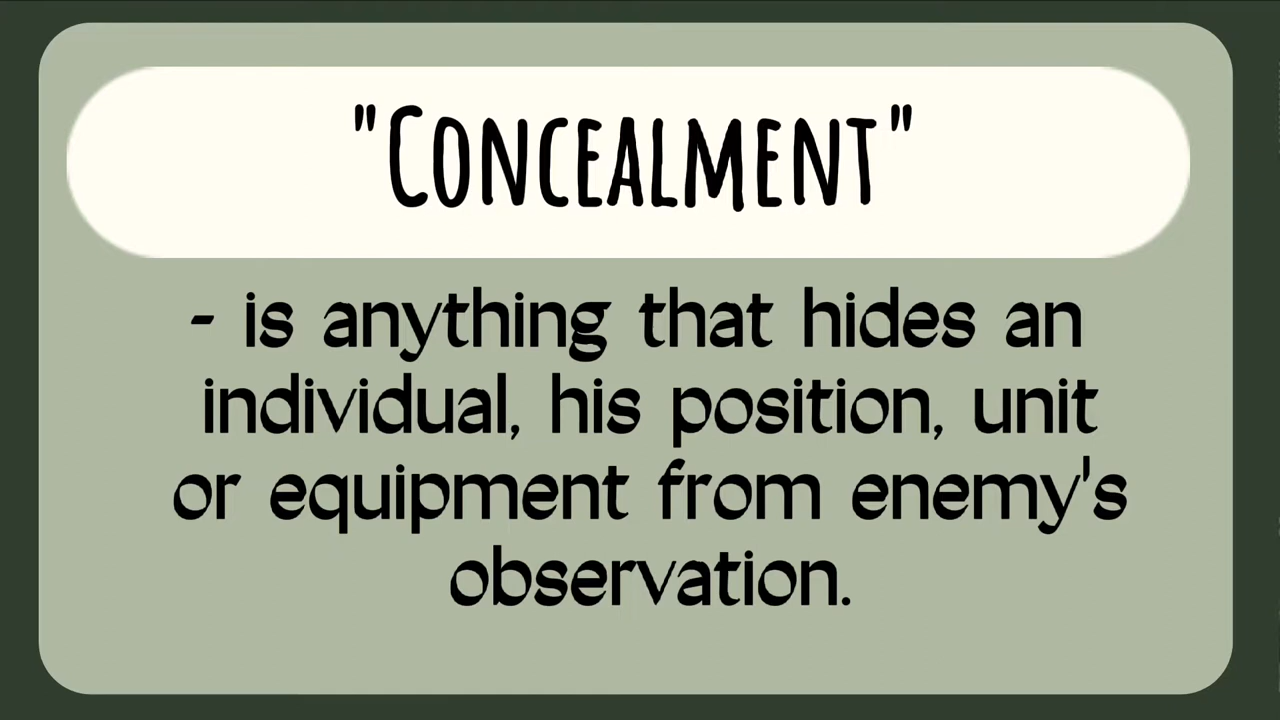 "Concealment"
- is anything that hides an
individual, his position, unit
or equipment from enemy's
observation.